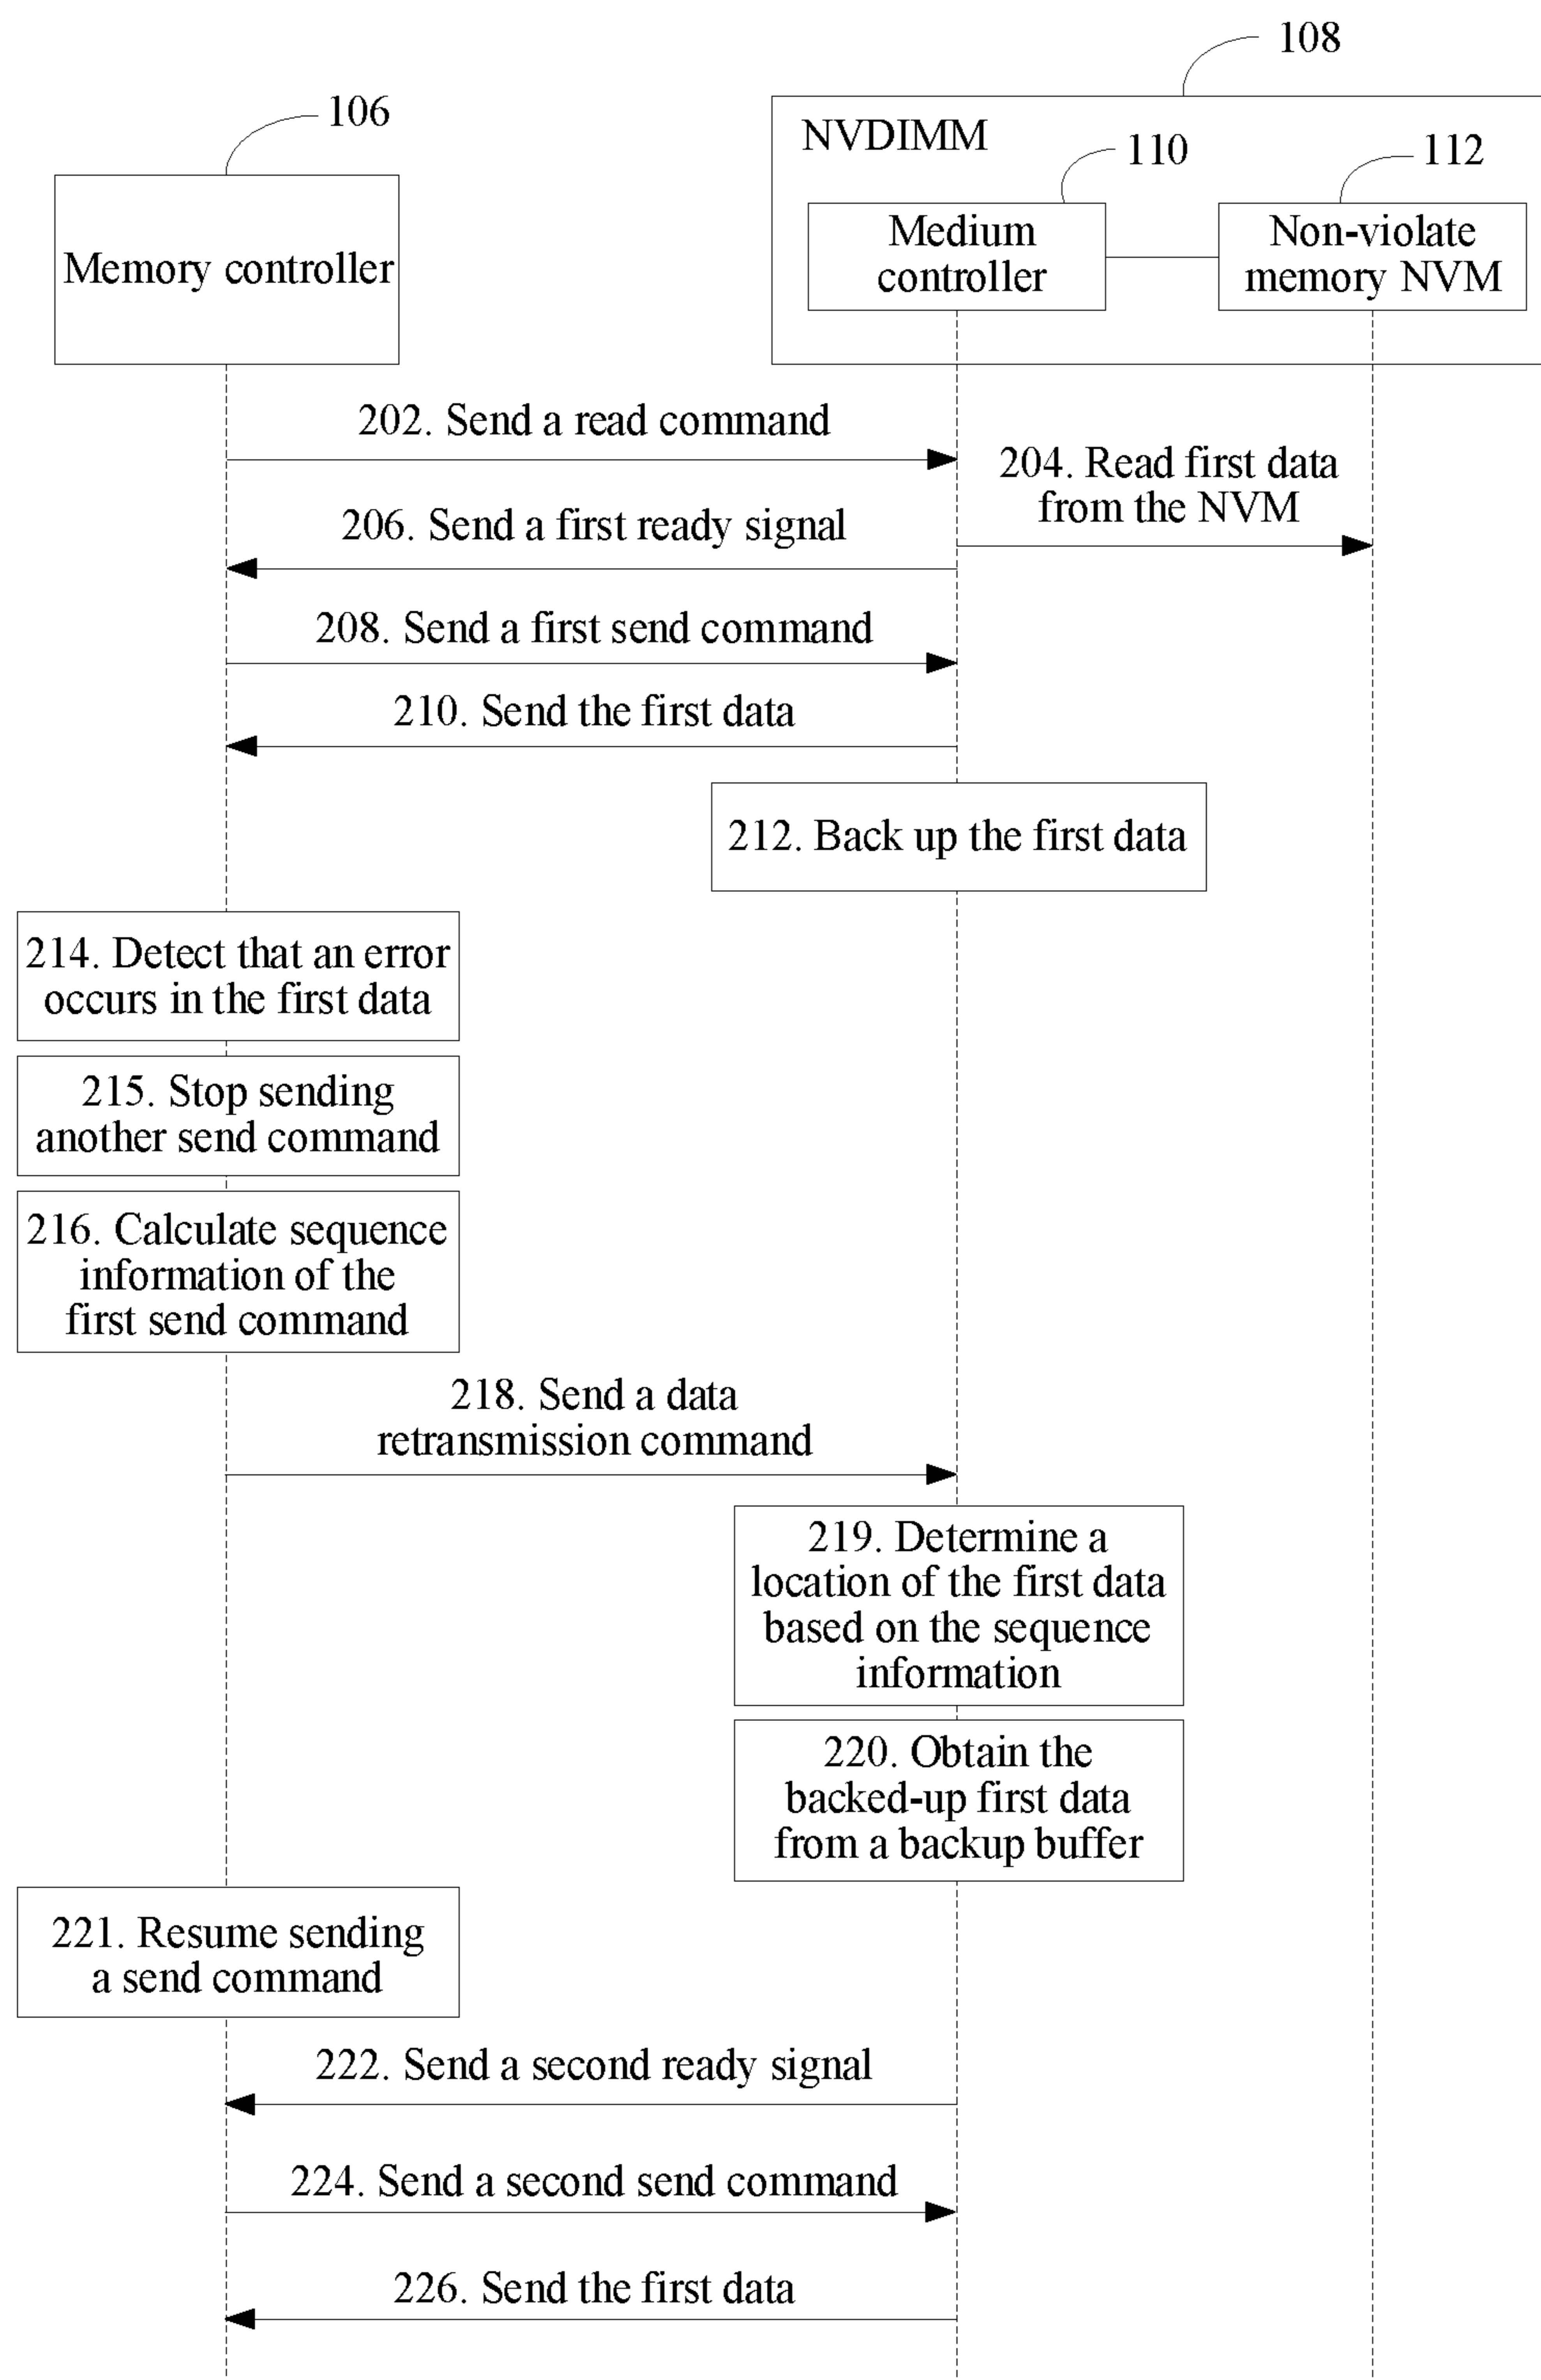 108
106
NVDIMM
110
112
Memory controller
Medium
controller
Non-violate
memory NVM
202. Send a read command
204. Read first data
from the NVM
206. Send a first ready signal
208. Send a first send command
210. Send the first data
212. Back up the first data
214. Detect that an error
occurs in the first data
215. Stop sending
another send command
216. Calculate sequence
information of the
first send command
218. Send a data
retransmission command
219. Determine a
location of the first data
based on the sequence
information
220. Obtain the
backed-up first data
from a backup buffer
221. Resume sending
a send command
222. Send a second ready signal
224. Send a second send command
226. Send the first data